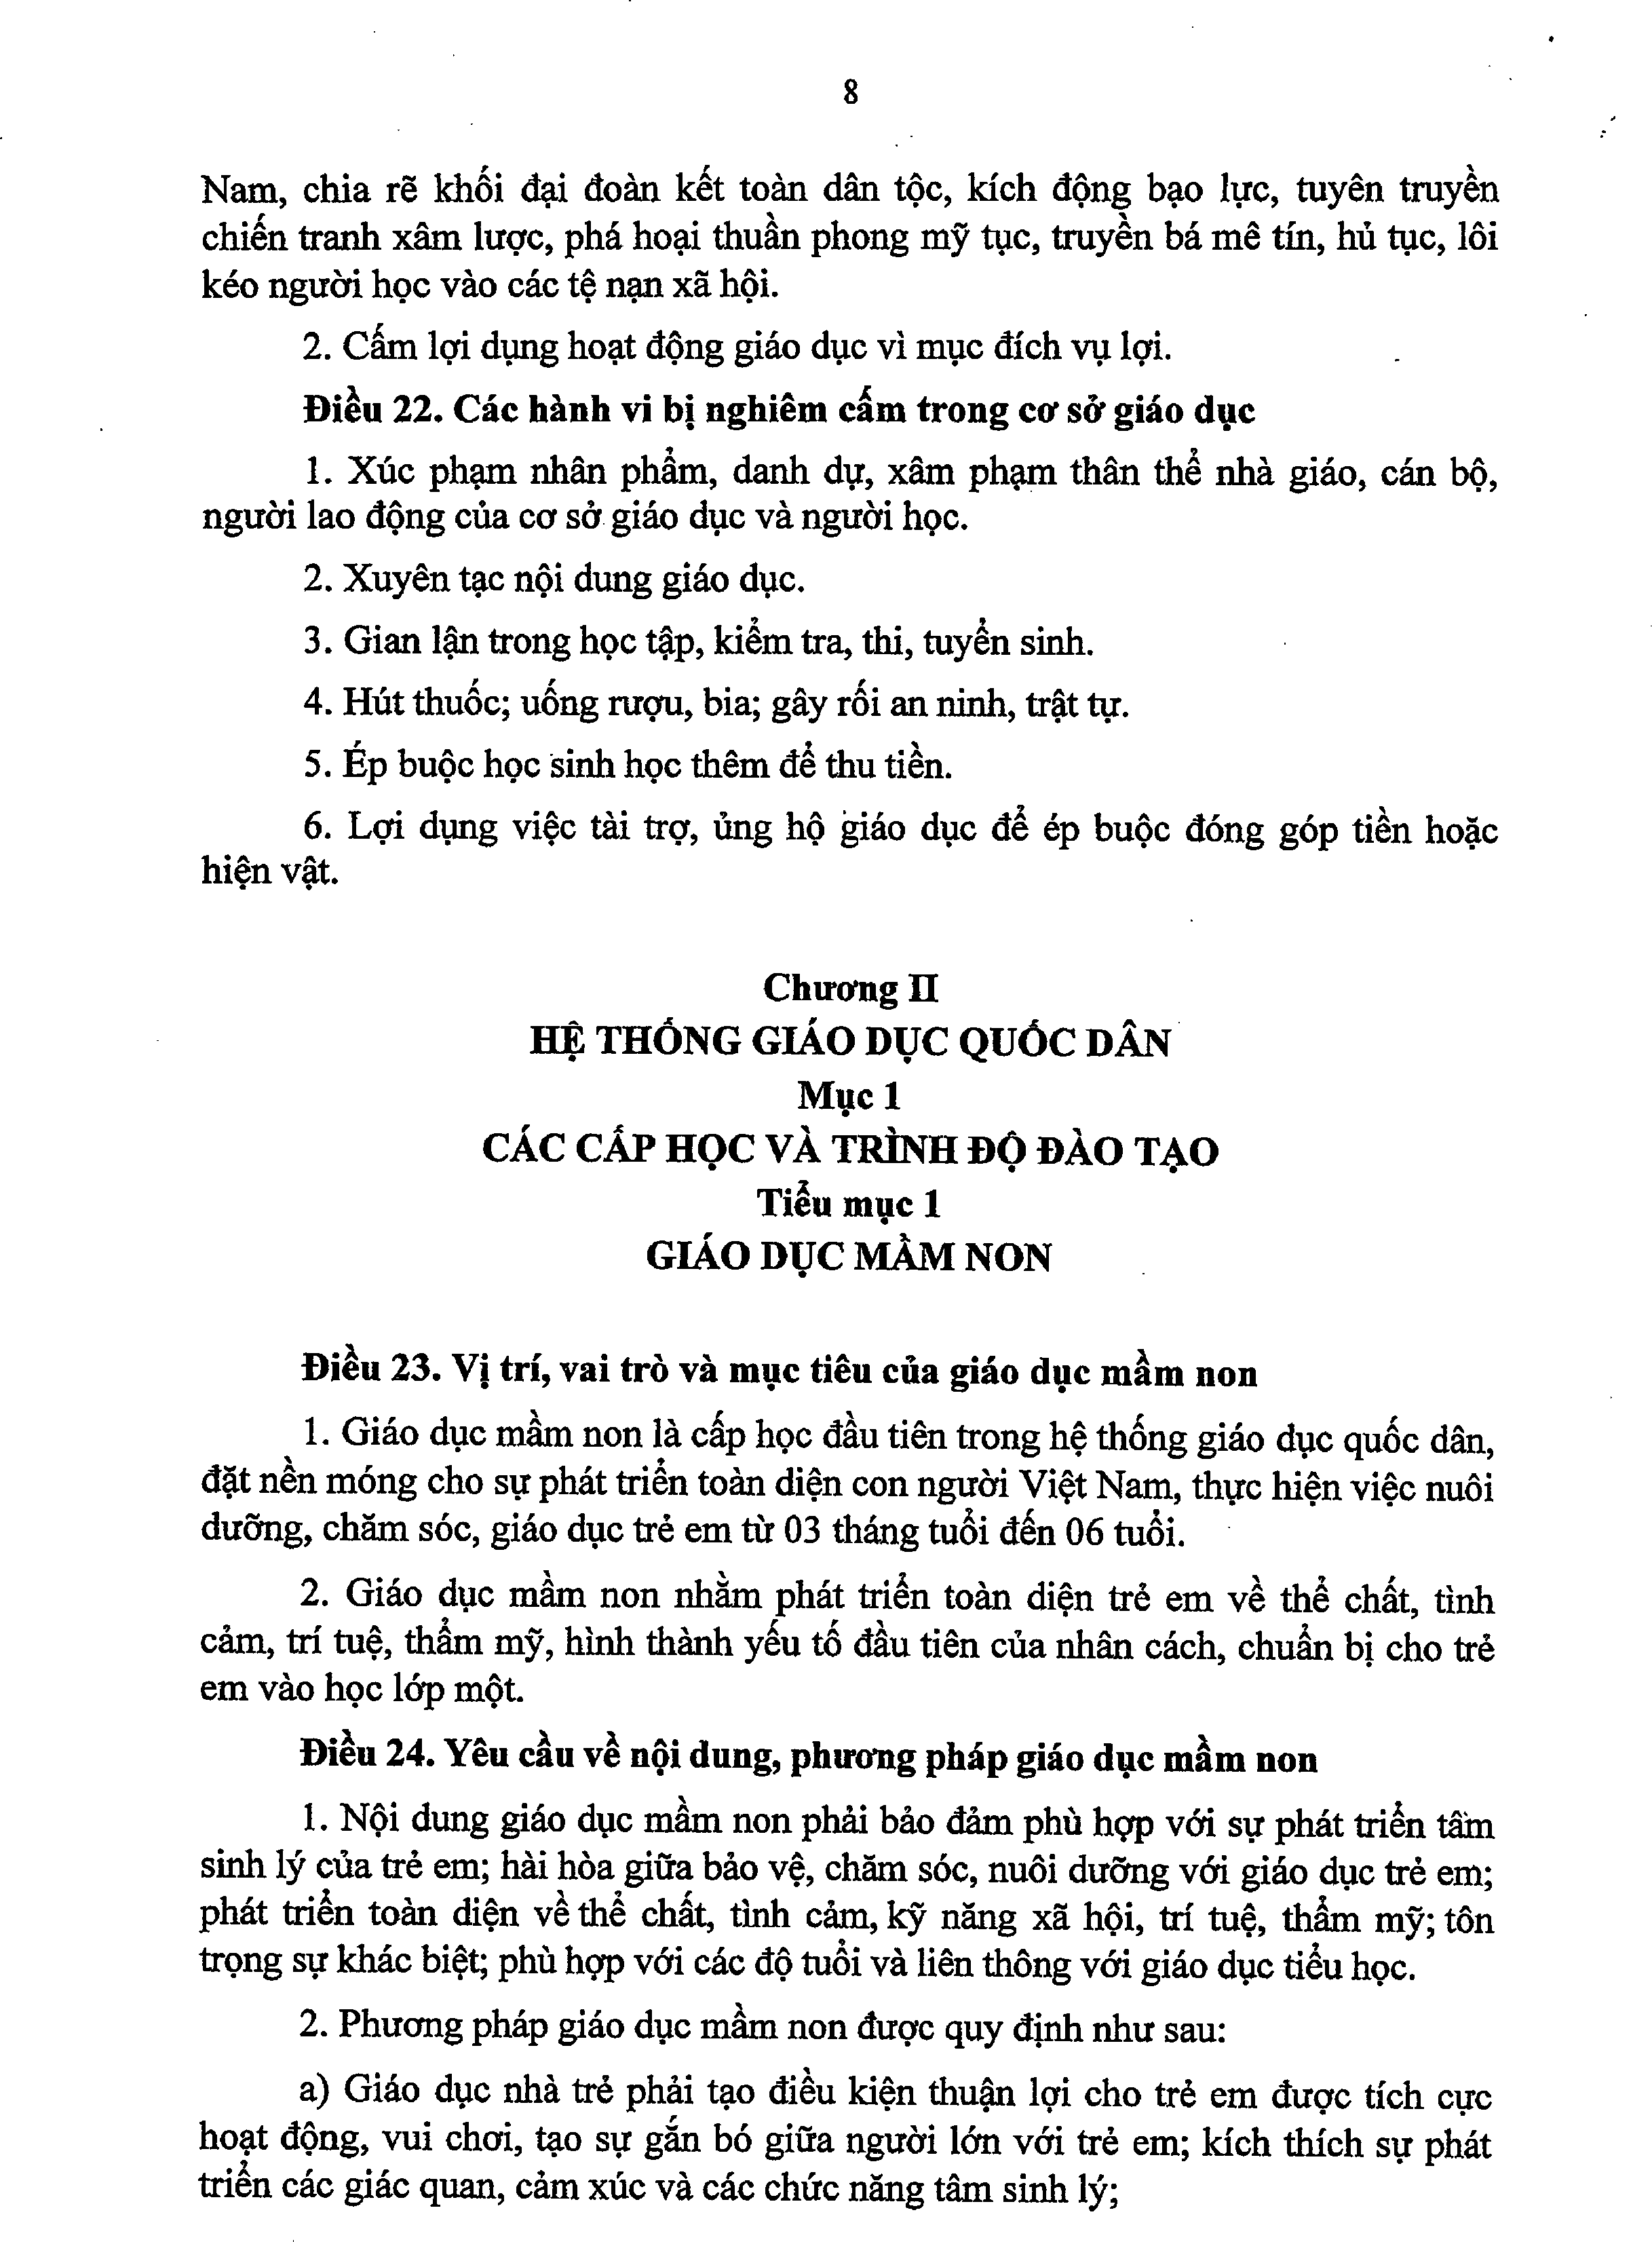 8
Nam, chia rẽ khối đại đoàn kết toàn dân tộc, kích động bạo lực, tuyên truyền
chiến tranh xâm lược, phá hoại thuần phong mỹ tục, truyền bá mê tín, hủ tục, lôi
kéo người học vào các tệ nạn xã hội.
2. Cấm lợi dụng hoạt động giáo dục vì mục đích vụ lợi.
Điều 22. Các hành vi bị nghiêm cấm trong cơ sở giáo dục
1. Xúc phạm nhân phẩm, danh dự, xâm phạm thân thể nhà giáo, cán bộ,
người lao động của cơ sở giáo dục và người học.
2. Xuyên tạc nội dung giáo dục.
3. Gian lận trong học tập, kiểm tra, thi, tuyển sinh.
4. Hút thuốc; uống rượu, bia; gây rối an ninh, trật tự.
5. Ép buộc học sinh học thêm để thu tiền.
6. Lợi dụng việc tài trợ, ủng hộ giáo dục để ép buộc đóng góp tiền hoặc
hiện vật.
Chương II
HỆ THỐNG GIÁO DỤC QUỐC DÂN
Mục 1
CÁC CẤP HỌC VÀ TRÌNH ĐỘ ĐÀO TẠO
Tiểu mục 1
GIÁO DỤC MẦM NON
Điều 23. Vị trí, vai trò và mục tiêu của giáo dục mầm non
1. Giáo dục mầm non là cấp học đầu tiên trong hệ thống giáo dục quốc dân,
đặt nền móng cho sự phát triển toàn diện con người Việt Nam, thực hiện việc nuôi
dưỡng, chăm sóc, giáo dục trẻ em từ 03 tháng tuổi đến 06 tuổi.
2. Giáo dục mầm non nhằm phát triển toàn diện trẻ em về thể chất, tình
cảm, trí tuệ, thẩm mỹ, hình thành yếu tố đầu tiên của nhân cách, chuẩn bị cho trẻ
em vào học lớp một.
Điều 24. Yêu cầu về nội dung, phương pháp giáo dục mầm non
1. Nội dung giáo dục mầm non phải bảo đảm phù hợp với sự phát triển tâm
sinh lý của trẻ em; hài hòa giữa bảo vệ, chăm sóc, nuôi dưỡng với giáo dục trẻ em;
phát triển toàn diện về thể chất, tình cảm, kỹ năng xã hội, trí tuệ, thẩm mỹ; tôn
trọng sự khác biệt; phù hợp với các độ tuổi và liên thông với giáo dục tiểu học.
2. Phương pháp giáo dục mầm non được quy định như sau:
a) Giáo dục nhà trẻ phải tạo điều kiện thuận lợi cho trẻ em được tích cực
hoạt động, vui chơi, tạo sự gắn bó giữa người lớn với trẻ em; kích thích sự phát
triển các giác quan, cảm xúc và các chức năng tâm sinh lý;